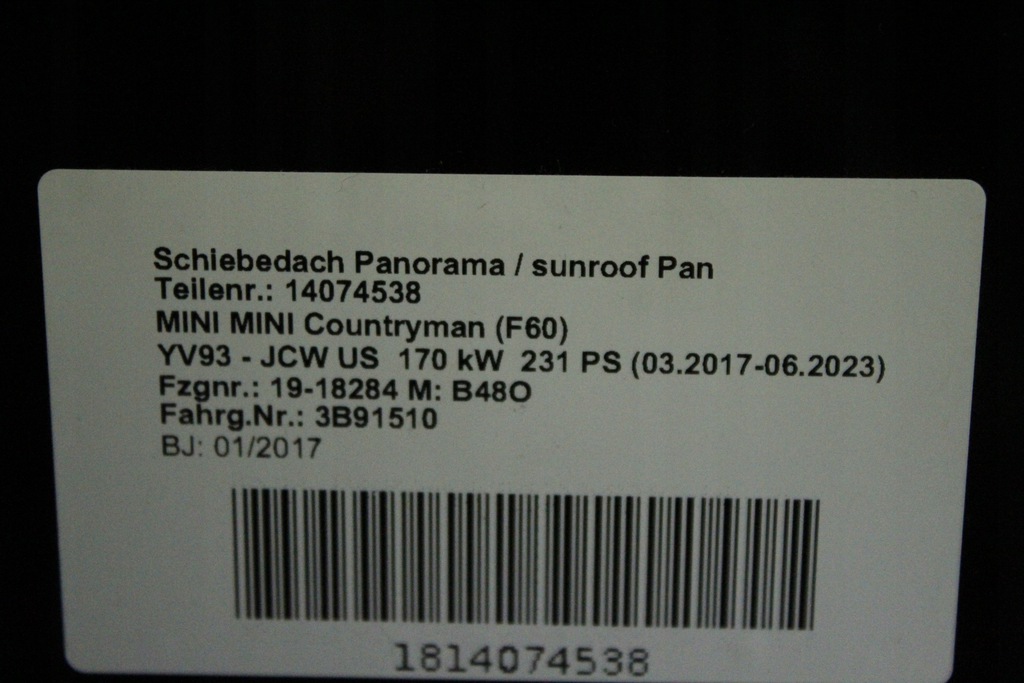 Schiebedach Panorama / sunroof Pan
Teilenr.: 14074538
MINI MINI Countryman (F60)
YV93 - JCW US 170 kW 231 PS (03.2017-06.2023)
Fzgnr.: 19-18284 M: B48O
Fahrg.Nr.: 3B91510
BJ: 01/2017
1814074538